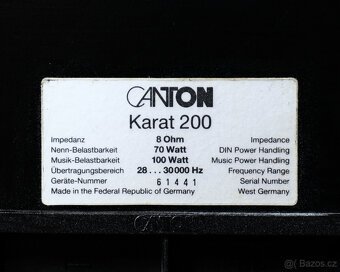 CANTON
Karat 200
Impedanz 8 Ohm Impedance
Nenn-Belastbarkeit 70 Watt DIN Power Handling
Musik-Belastbarkeit 100 Watt Music Power Handling
Übertragungsbereich 28...30000 Hz Frequency Range
Geräte-Nummer 61441 Serial Number
Made in the Federal Republic of Germany West Germany
CANTON
Bazos.cz